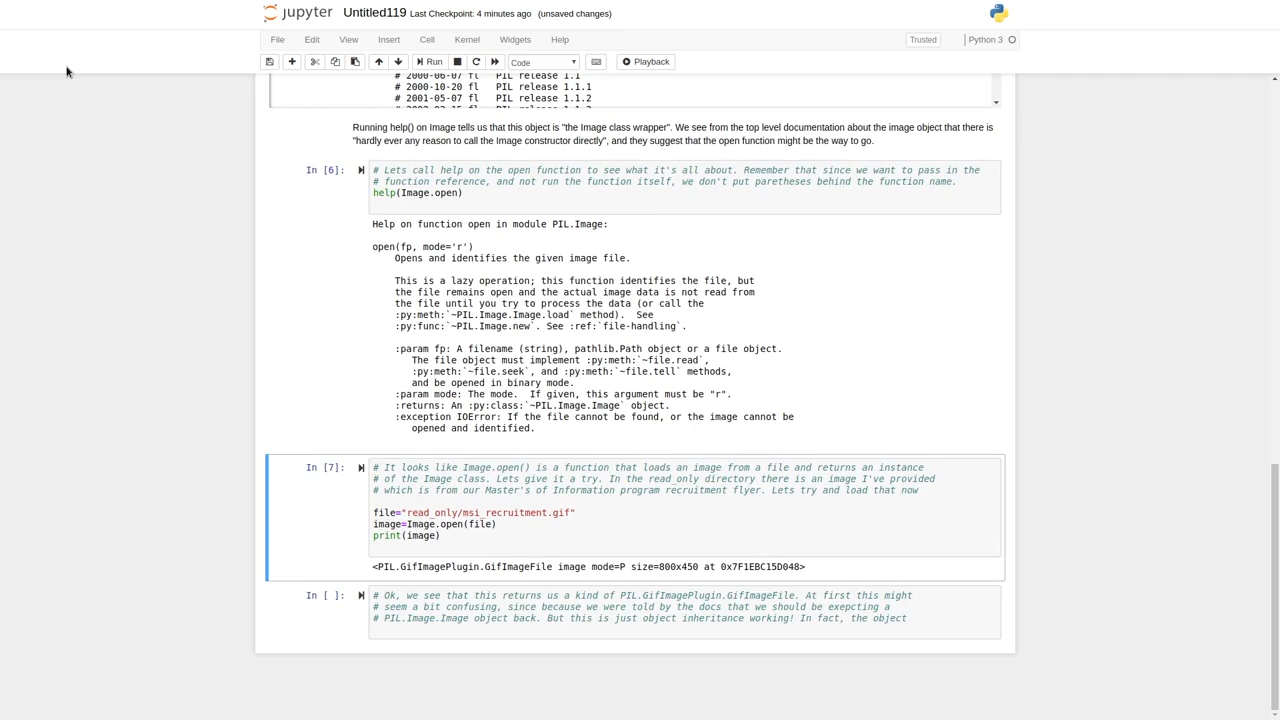 jupyter Untitled119 Last Checkpoint: 4 minutes ago (unsaved changes)
File Edit View Insert Cell Kernel Widgets Help Trusted Python 3
Run Code Playback
# 2000-06-07 fl PIL release 1.1
# 2000-10-20 fl PIL release 1.1.1
# 2001-05-07 fl PIL release 1.1.2
Running help() on Image tells us that this object is "the Image class wrapper". We see from the top level documentation about the image object that there is
"hardly ever any reason to call the Image constructor directly", and they suggest that the open function might be the way to go.
In [6]: # Lets call help on the open function to see what it's all about. Remember that since we want to pass in the
# function reference, and not run the function itself, we don't put paretheses behind the function name.
help(Image.open)
Help on function open in module PIL.Image:
open(fp, mode='r')
Opens and identifies the given image file.
This is a lazy operation; this function identifies the file, but
the file remains open and the actual image data is not read from
the file until you try to process the data (or call the
:py:meth:`~PIL.Image.Image.load` method). See
:py:func:`~PIL.Image.new`. See :ref:`file-handling`.
:param fp: A filename (string), pathlib.Path object or a file object.
The file object must implement :py:meth:`~file.read`,
:py:meth:`~file.seek`, and :py:meth:`~file.tell` methods,
and be opened in binary mode.
:param mode: The mode. If given, this argument must be "r".
:returns: An :py:class:`~PIL.Image.Image` object.
:exception IOError: If the file cannot be found, or the image cannot be
opened and identified.
In [7]: # It looks like Image.open() is a function that loads an image from a file and returns an instance
# of the Image class. Lets give it a try. In the read_only directory there is an image I've provided
# which is from our Master's of Information program recruitment flyer. Lets try and load that now
file="read_only/msi_recruitment.gif"
image=Image.open(file)
print(image)
<PIL.GifImagePlugin.GifImageFile image mode=P size=800x450 at 0x7F1EBC15D048>
In [ ]: # Ok, we see that this returns us a kind of PIL.GifImagePlugin.GifImageFile. At first this might
# seem a bit confusing, since because we were told by the docs that we should be exepcting a
# PIL.Image.Image object back. But this is just object inheritance working! In fact, the object